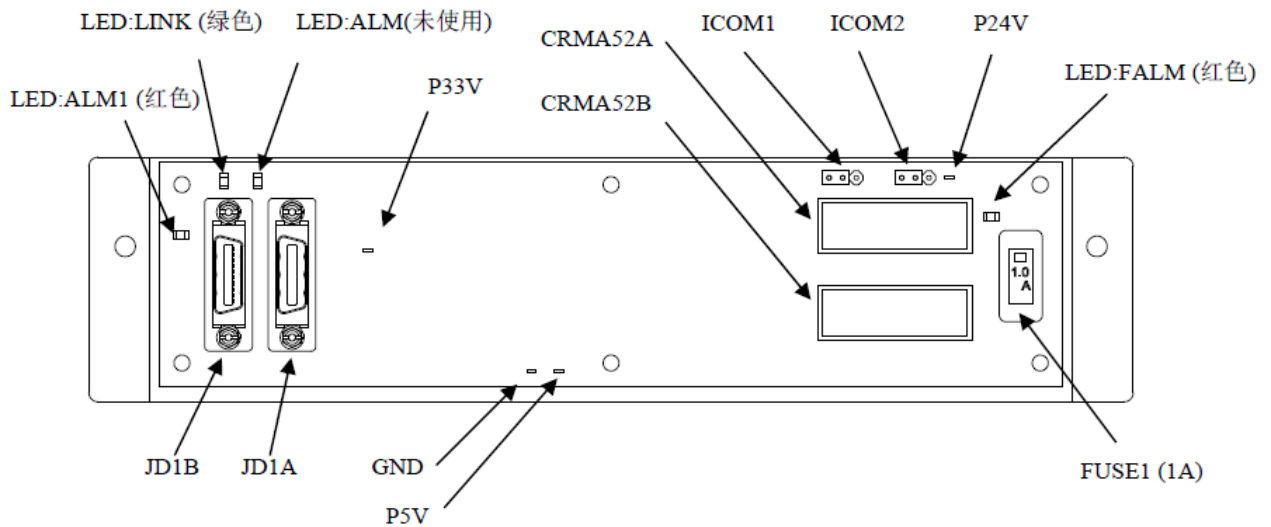 LED:LINK (绿色)
LED:ALM(未使用)
ICOM1
ICOM2
P24V
CRMA52A
LED:FALM (红色)
LED:ALM1 (红色)
P33V
CRMA52B
1.0
A
JD1B
JD1A
GND
FUSE1 (1A)
P5V